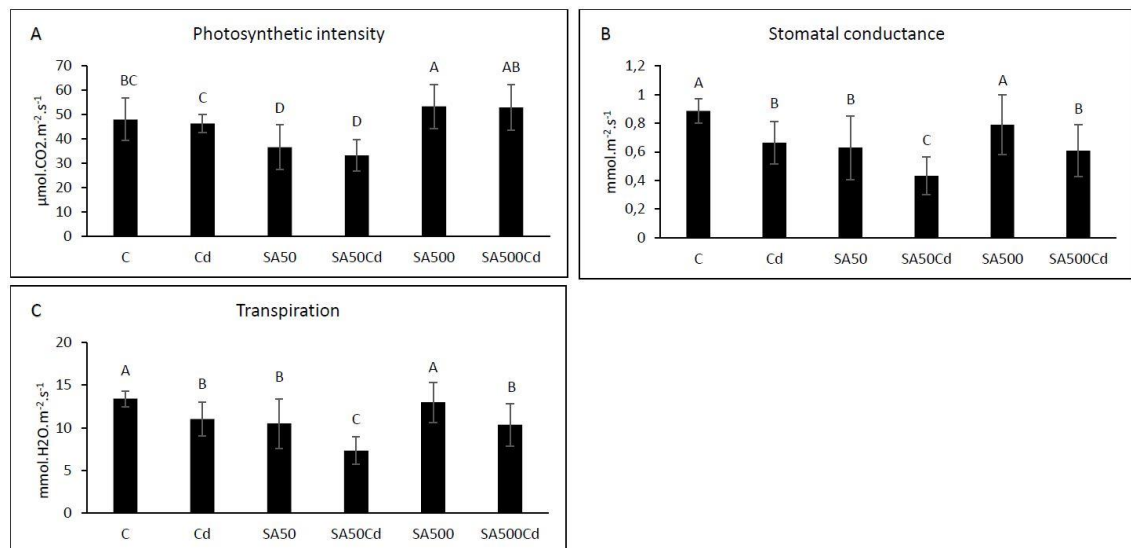 A
Photosynthetic intensity
µmol.CO2.m⁻².s⁻¹
70
60
50
40
30
20
10
0
BC
C
D
D
A
AB
C
Cd
SA50
SA50Cd
SA500
SA500Cd
B
Stomatal conductance
mmol.m⁻².s⁻¹
1,2
1
0,8
0,6
0,4
0,2
0
A
B
B
C
A
B
C
Cd
SA50
SA50Cd
SA500
SA500Cd
C
Transpiration
mmol.H2O.m⁻².s⁻¹
20
15
10
5
0
A
B
B
C
A
B
C
Cd
SA50
SA50Cd
SA500
SA500Cd